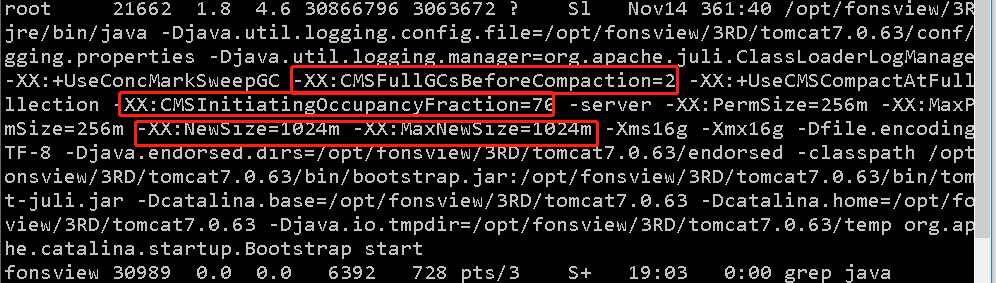 root     21662  1.8  4.6 30866796 3063672 ?    Sl   Nov14 361:40 /opt/fonsview/3R
jre/bin/java -Djava.util.logging.config.file=/opt/fonsview/3RD/tomcat7.0.63/conf/
gging.properties -Djava.util.logging.manager=org.apache.juli.ClassLoaderLogManage
-XX:+UseConcMarkSweepGC -XX:CMSFullGCsBeforeCompaction=2 -XX:+UseCMSCompactAtFull
llection -XX:CMSInitiatingOccupancyFraction=76 -server -XX:PermSize=256m -XX:MaxP
mSize=256m -XX:NewSize=1024m -XX:MaxNewSize=1024m -Xms16g -Xmx16g -Dfile.encoding
TF-8 -Djava.endorsed.dirs=/opt/fonsview/3RD/tomcat7.0.63/endorsed -classpath /opt
onsview/3RD/tomcat7.0.63/bin/bootstrap.jar:/opt/fonsview/3RD/tomcat7.0.63/bin/tom
t-juli.jar -Dcatalina.base=/opt/fonsview/3RD/tomcat7.0.63 -Dcatalina.home=/opt/fo
view/3RD/tomcat7.0.63 -Djava.io.tmpdir=/opt/fonsview/3RD/tomcat7.0.63/temp org.ap
he.catalina.startup.Bootstrap start
fonsview 30989  0.0  0.0   6392   728 pts/3    S+   19:03   0:00 grep java